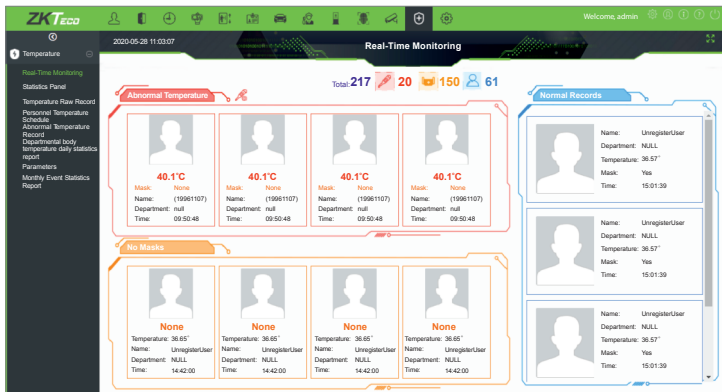 ZKTECO
Welcome, admin
Temperature
Real-Time Monitoring
Statistics Panel
Temperature Raw Record
Personnel Temperature
Schedule
Abnormal Temperature
Record
Departmental body
temperature daily statistics
report
Parameters
Monthly Event Statistics
Report
2020-05-28 11:03:07
Real-Time Monitoring
Total: 217 20 150 61
Abnormal Temperature
40.1°C
Mask: None
Name: (19961107)
Department: null
Time: 09:50:48
40.1°C
Mask: None
Name: (19961107)
Department: null
Time: 09:50:48
40.1°C
Mask: None
Name: (19961107)
Department: null
Time: 09:50:48
40.1°C
Mask: None
Name: (19961107)
Department: null
Time: 09:50:48
No Masks
None
Temperature: 36.65°
Name: UnregisterUser
Department: NULL
Time: 14:42:00
None
Temperature: 36.65°
Name: UnregisterUser
Department: NULL
Time: 14:42:00
None
Temperature: 36.65°
Name: UnregisterUser
Department: NULL
Time: 14:42:00
None
Temperature: 36.65°
Name: UnregisterUser
Department: NULL
Time: 14:42:00
Normal Records
Name: UnregisterUser
Department: NULL
Temperature: 36.57°
Mask: Yes
Time: 15:01:39
Name: UnregisterUser
Department: NULL
Temperature: 36.57°
Mask: Yes
Time: 15:01:39
Name: UnregisterUser
Department: NULL
Temperature: 36.57°
Mask: Yes
Time: 15:01:39